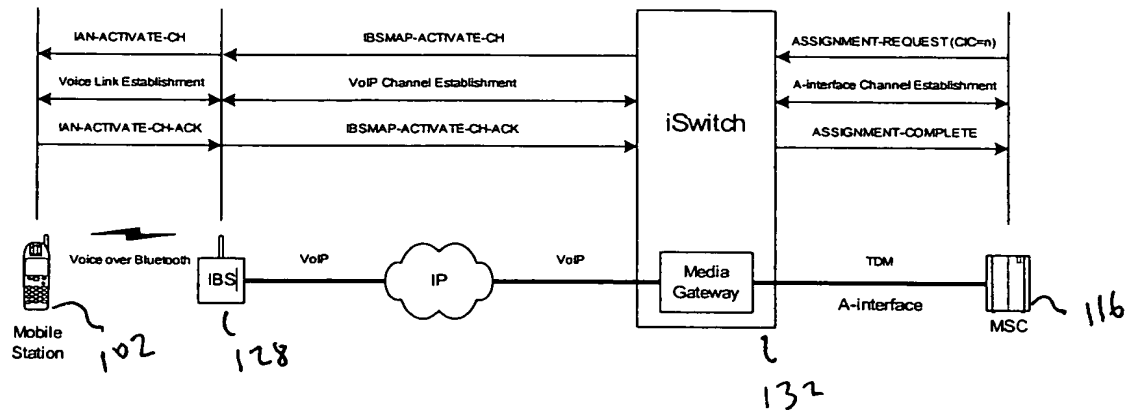 IAN-ACTIVATE-CH
IBSMAP-ACTIVATE-CH
ASSIGNMENT-REQUEST (CIC=n)
Voice Link Establishment
VoIP Channel Establishment
A-interface Channel Establishment
iSwitch
IAN-ACTIVATE-CH-ACK
IBSMAP-ACTIVATE-CH-ACK
ASSIGNMENT-COMPLETE
Voice over Bluetooth
IBS
VoIP
IP
VoIP
Media
Gateway
TDM
A-interface
MSC
116
Mobile
Station
102
128
132